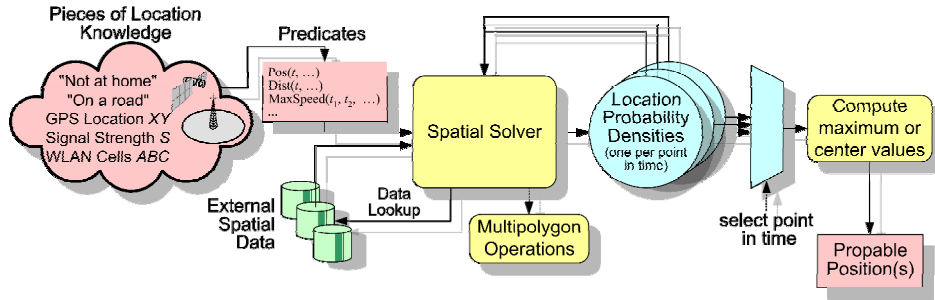 Pieces of Location
Knowledge
"Not at home"
"On a road"
GPS Location XY
Signal Strength S
WLAN Cells ABC
Predicates
Pos(t, ...)
Dist(t, ...)
MaxSpeed(t1, t2, ...)
...
External
Spatial
Data
Data
Lookup
Spatial Solver
Multipolygon
Operations
Location
Probability
Densities
(one per point
in time)
select point
in time
Compute
maximum or
center values
Propable
Position(s)